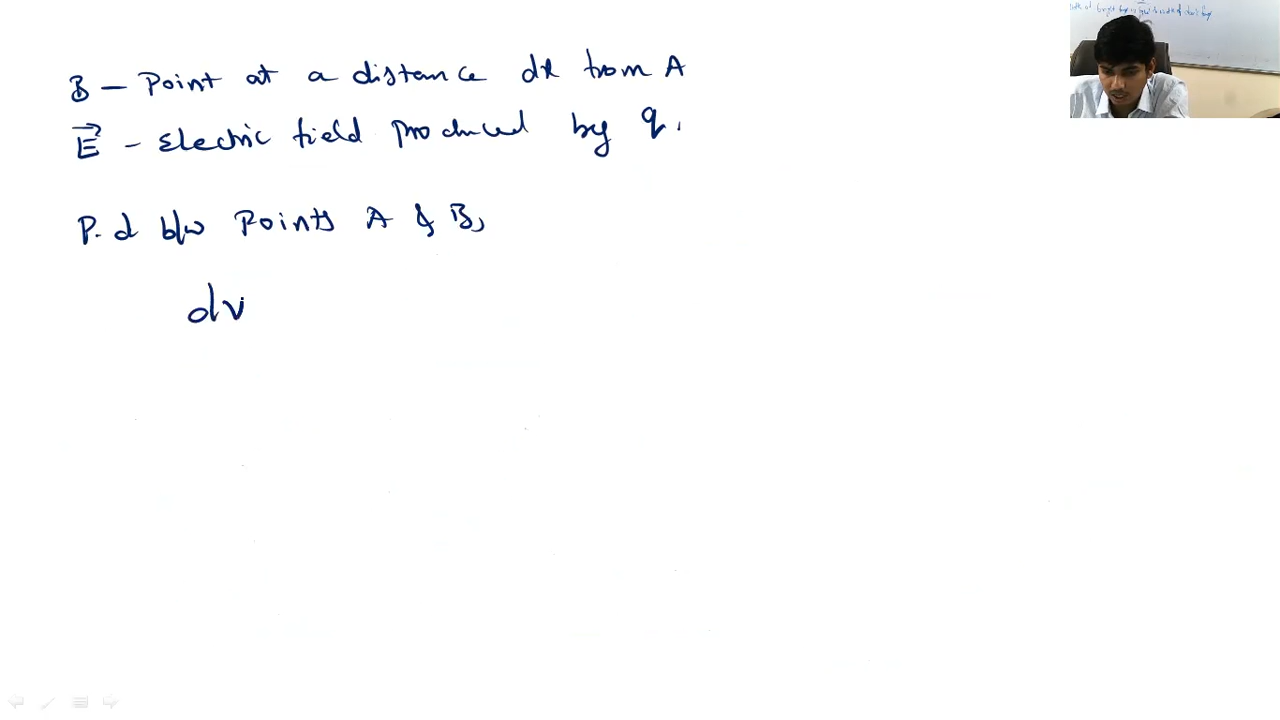 B – Point at a distance dx from A
E⃗ – Electric field produced by q.
P.d b/w Points A & B,
dv